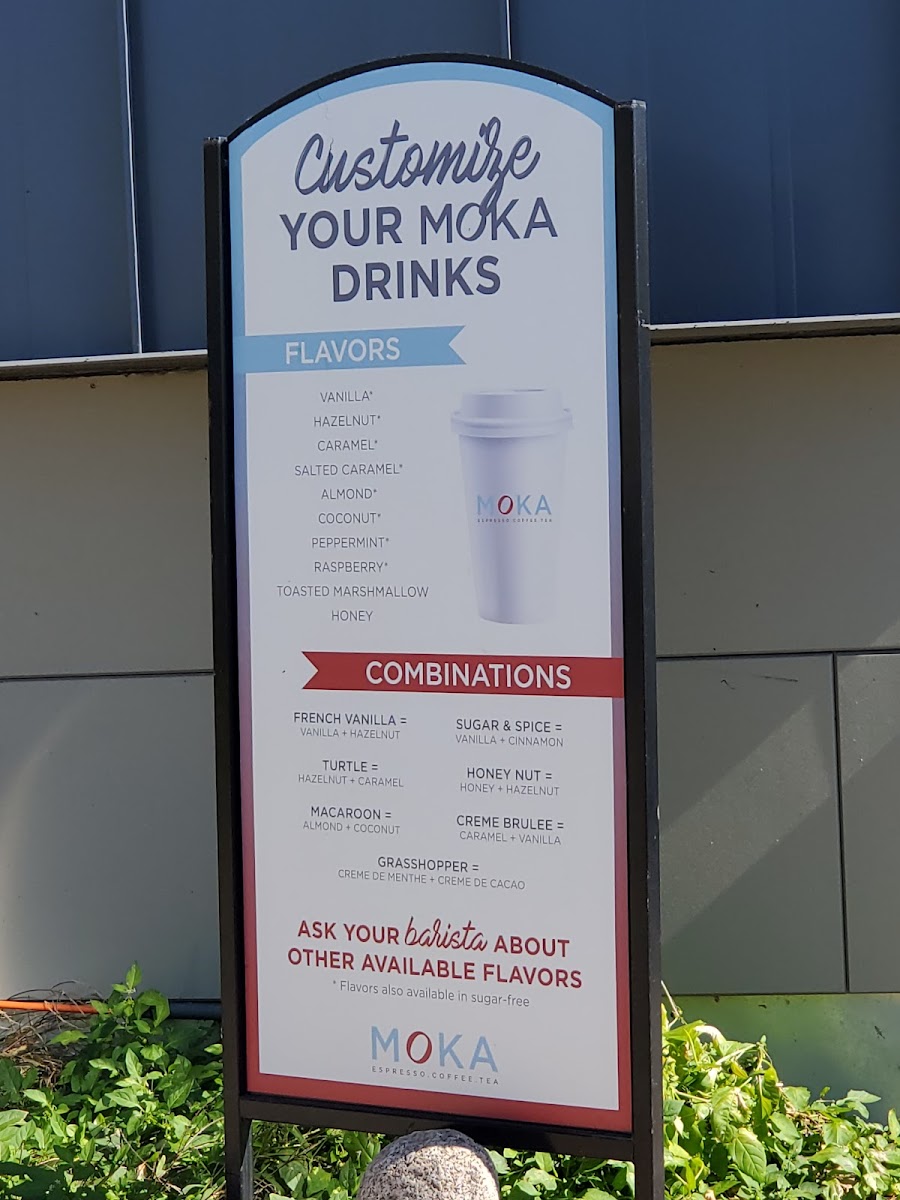 Customize
YOUR MOKA
DRINKS
FLAVORS
VANILLA*
HAZELNUT*
CARAMEL*
SALTED CARAMEL*
ALMOND*
COCONUT*
PEPPERMINT*
RASPBERRY*
TOASTED MARSHMALLOW
HONEY
MOKA
ESPRESSO.COFFEE.TEA
COMBINATIONS
FRENCH VANILLA =
VANILLA + HAZELNUT
SUGAR & SPICE =
VANILLA + CINNAMON
TURTLE =
HAZELNUT + CARAMEL
HONEY NUT =
HONEY + HAZELNUT
MACAROON =
ALMOND + COCONUT
CREME BRULEE =
CARAMEL + VANILLA
GRASSHOPPER =
CREME DE MENTHE + CREME DE CACAO
ASK YOUR barista ABOUT
OTHER AVAILABLE FLAVORS
* Flavors also available in sugar-free
MOKA
ESPRESSO.COFFEE.TEA